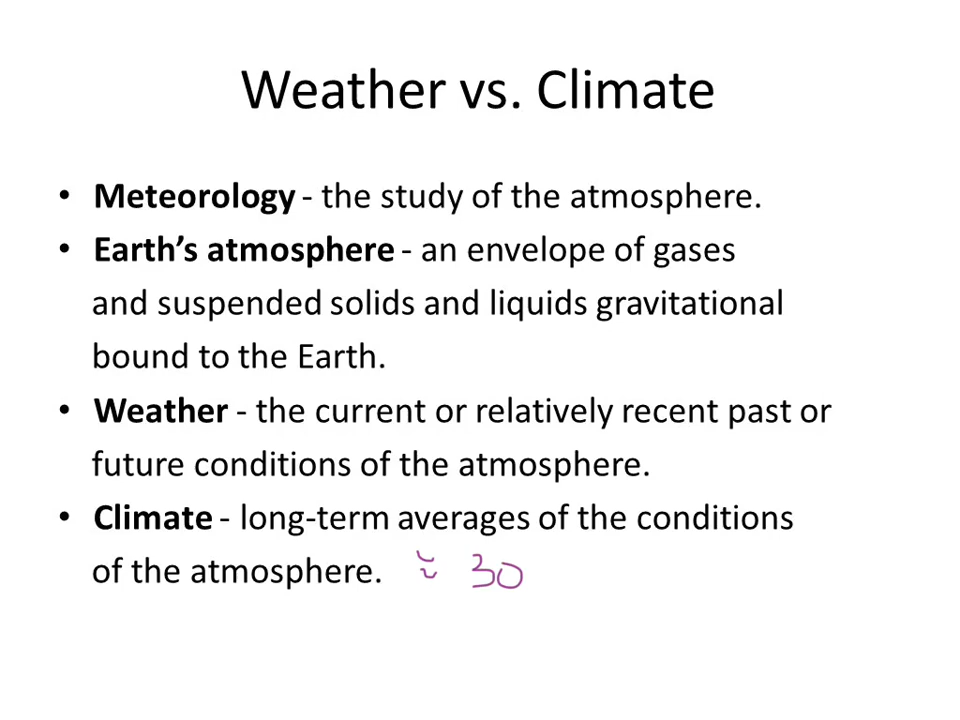 Weather vs. Climate
• Meteorology - the study of the atmosphere.
• Earth’s atmosphere - an envelope of gases
and suspended solids and liquids gravitational
bound to the Earth.
• Weather - the current or relatively recent past or
future conditions of the atmosphere.
• Climate - long-term averages of the conditions
of the atmosphere. ≈ 30